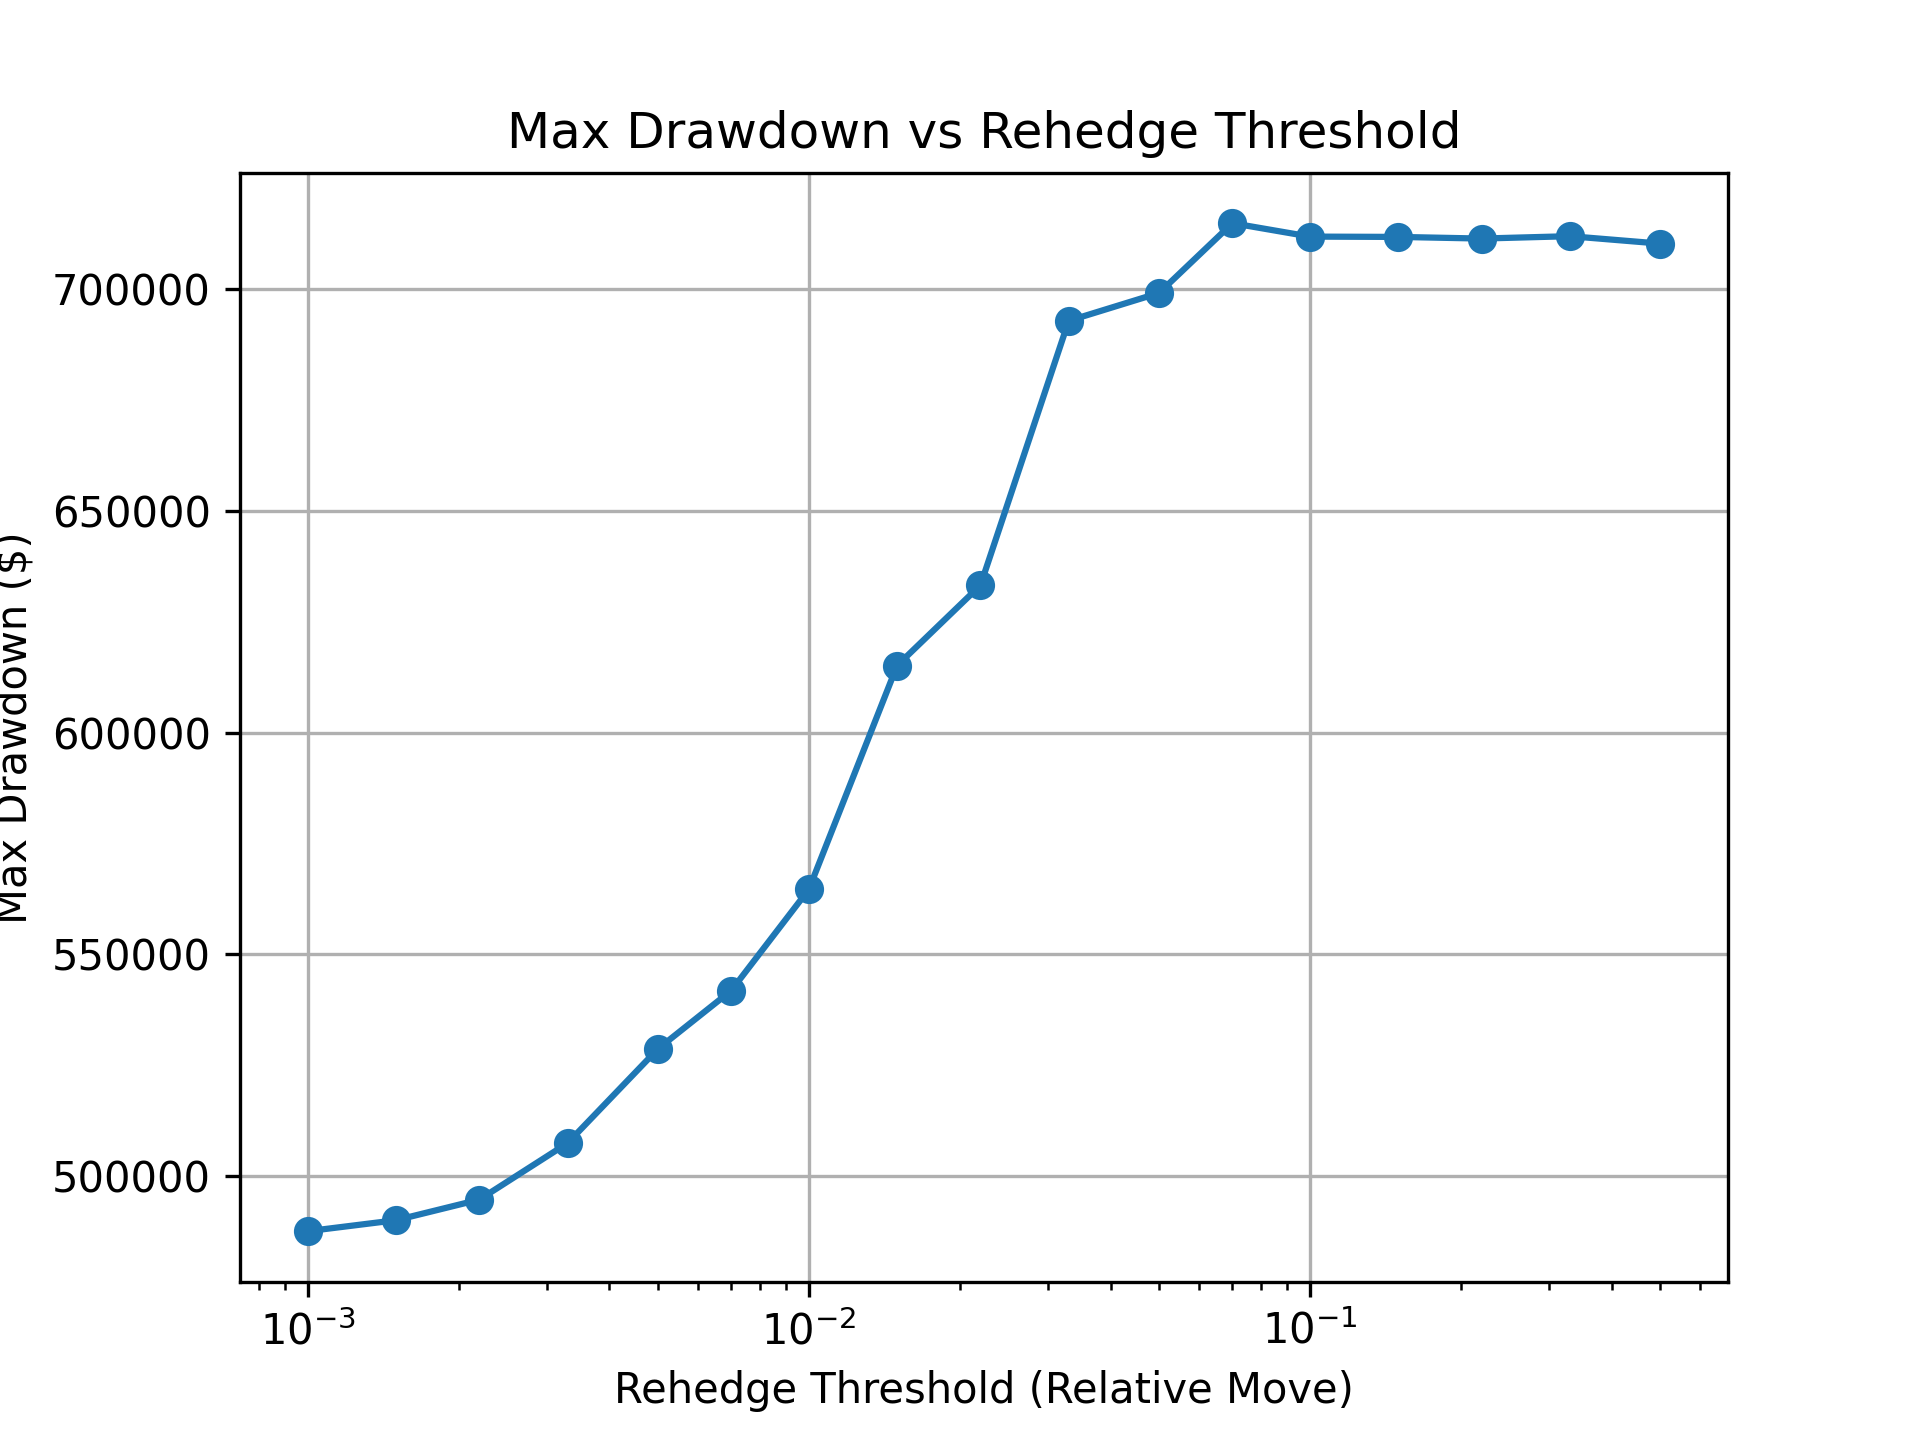 Max Drawdown vs Rehedge Threshold
700000
650000
600000
550000
500000
Max Drawdown ($)
10⁻³ 10⁻² 10⁻¹
Rehedge Threshold (Relative Move)